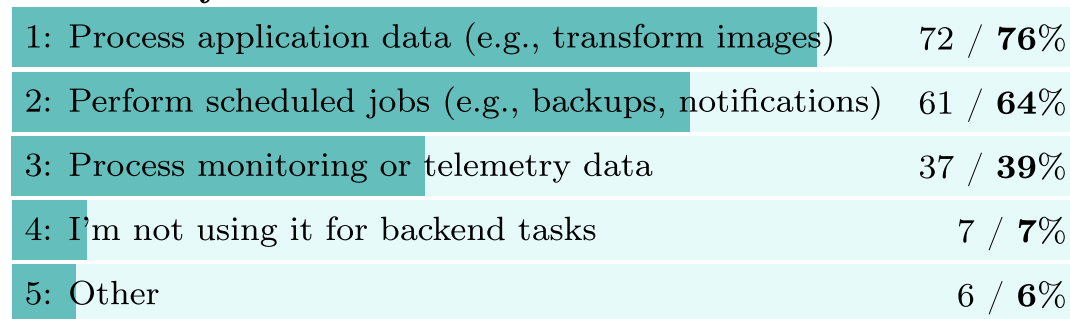 1: Process application data (e.g., transform images) 72 / 76%
2: Perform scheduled jobs (e.g., backups, notifications) 61 / 64%
3: Process monitoring or telemetry data 37 / 39%
4: I'm not using it for backend tasks 7 / 7%
5: Other 6 / 6%